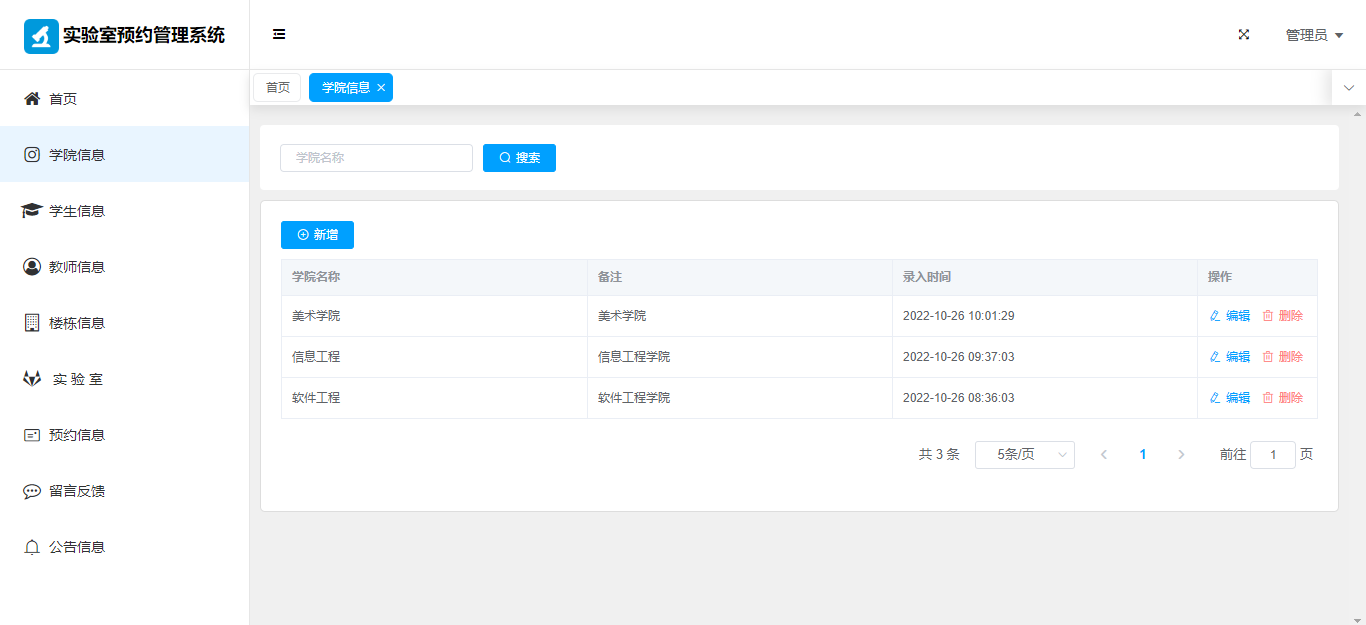 实验室预约管理系统
管理员
首页
学院信息
学生信息
教师信息
楼栋信息
实 验 室
预约信息
留言反馈
公告信息
首页 学院信息
学院名称 搜索
新增
学院名称 备注 录入时间 操作
美术学院 美术学院 2022-10-26 10:01:29 编辑 删除
信息工程 信息工程学院 2022-10-26 09:37:03 编辑 删除
软件工程 软件工程学院 2022-10-26 08:36:03 编辑 删除
共 3 条 5条/页 1 前往 1 页